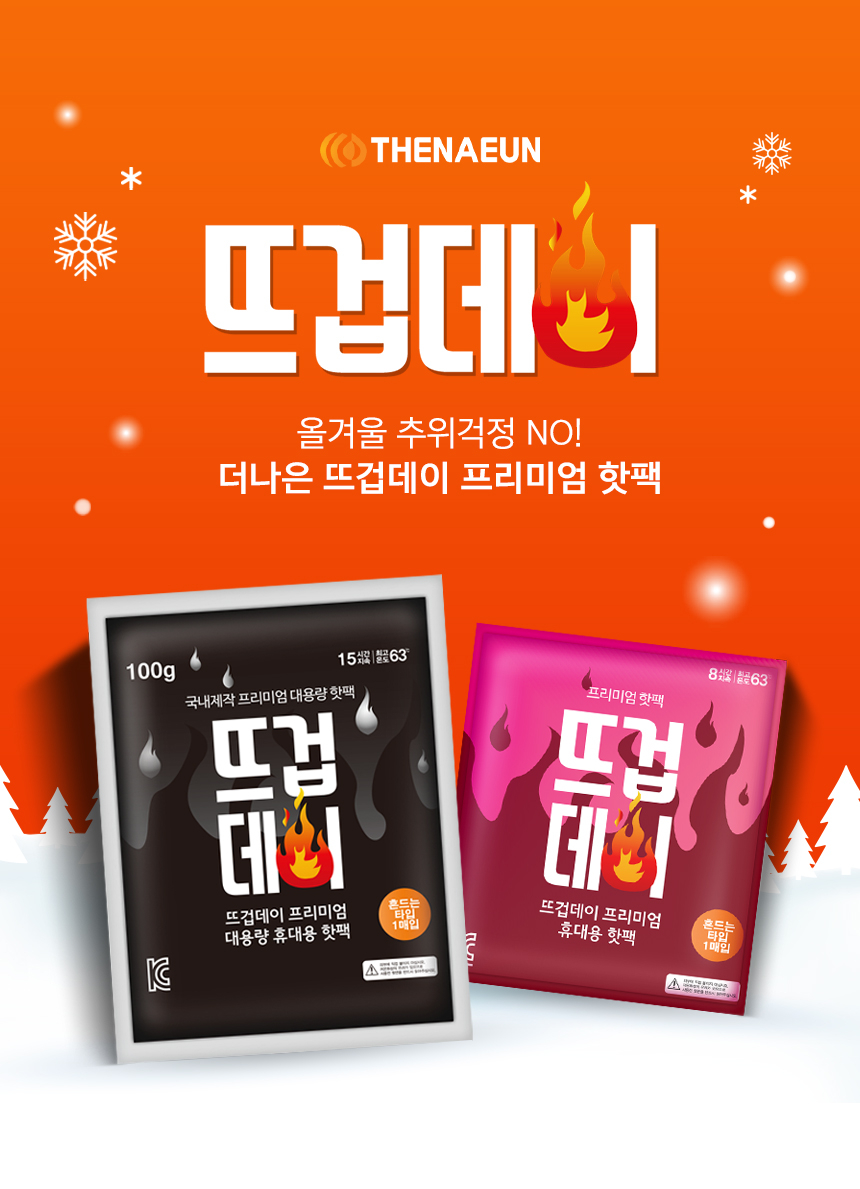 THENAEUN
뜨겁데이
올겨울 추위걱정 NO!
더나은 뜨겁데이 프리미엄 핫팩
100g
15시간지속 | 최고온도63℃
국내제작 프리미엄 대용량 핫팩
뜨겁
데이
뜨겁데이 프리미엄
대용량 휴대용 핫팩
흔드는
타입
1매입
8시간지속 | 최고온도63℃
프리미엄 핫팩
뜨겁
데이
뜨겁데이 프리미엄
휴대용 핫팩
흔드는
타입
1매입